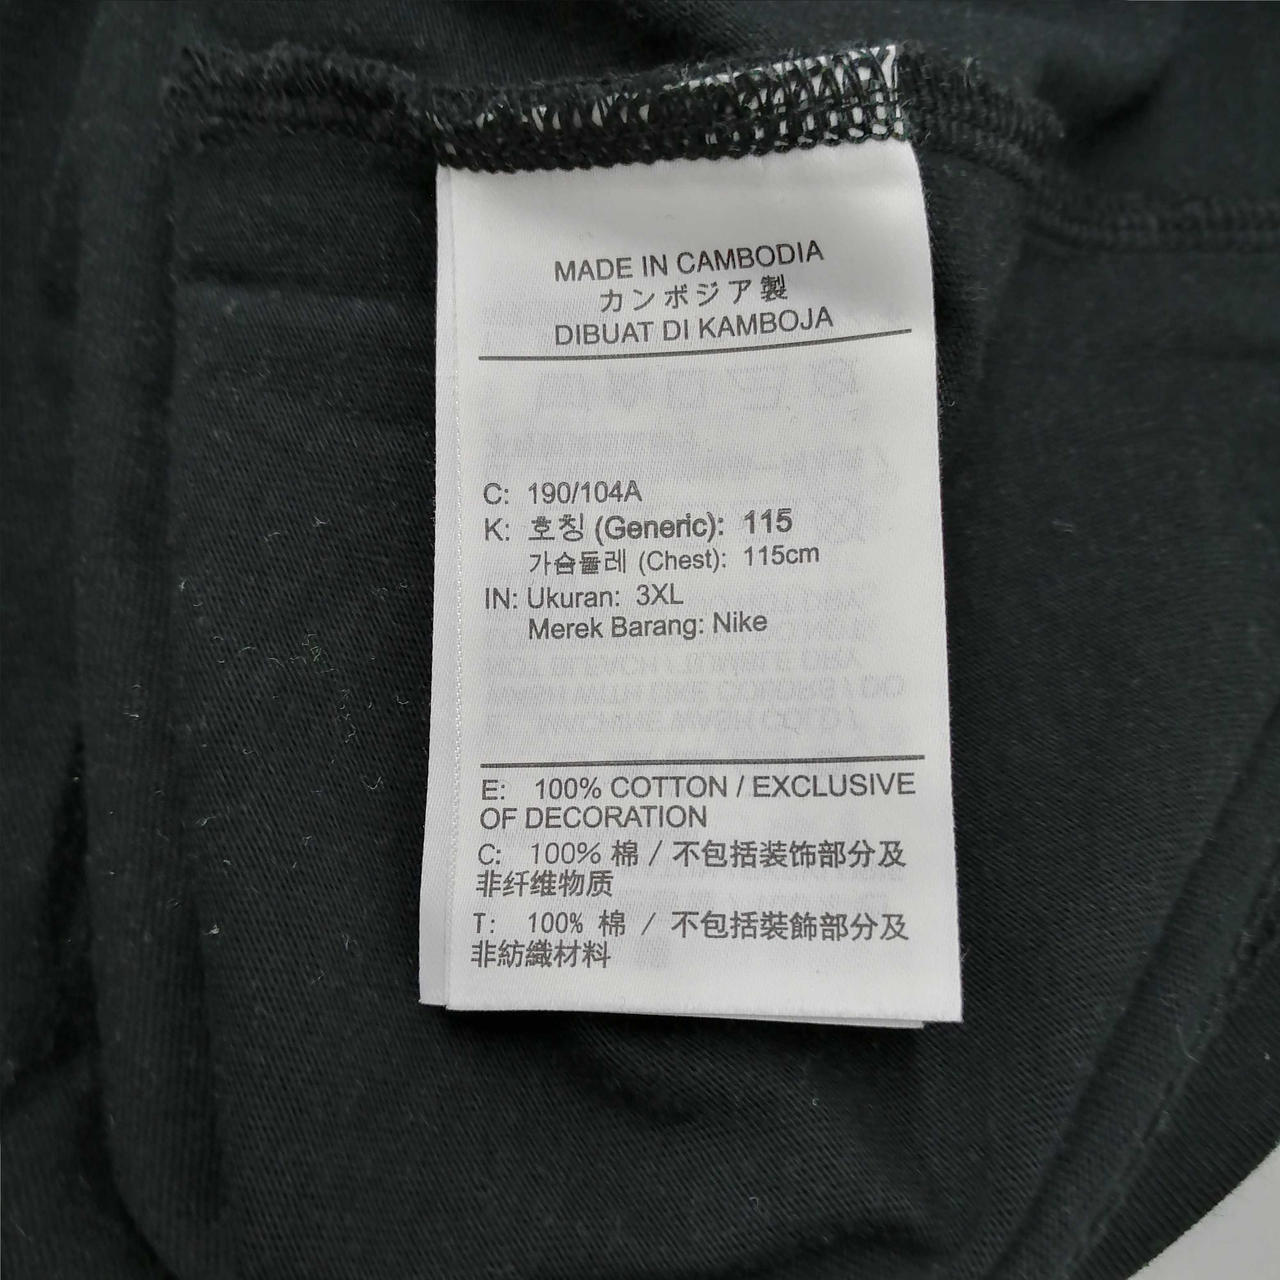 MADE IN CAMBODIA
カンボジア製
DIBUAT DI KAMBOJA
C: 190/104A
K: 호칭 (Generic): 115
가슴둘레 (Chest): 115cm
IN: Ukuran: 3XL
Merek Barang: Nike
E: 100% COTTON / EXCLUSIVE
OF DECORATION
C: 100% 棉 / 不包括装饰部分及
非纤维物质
T: 100% 棉 / 不包括裝飾部分及
非紡織材料